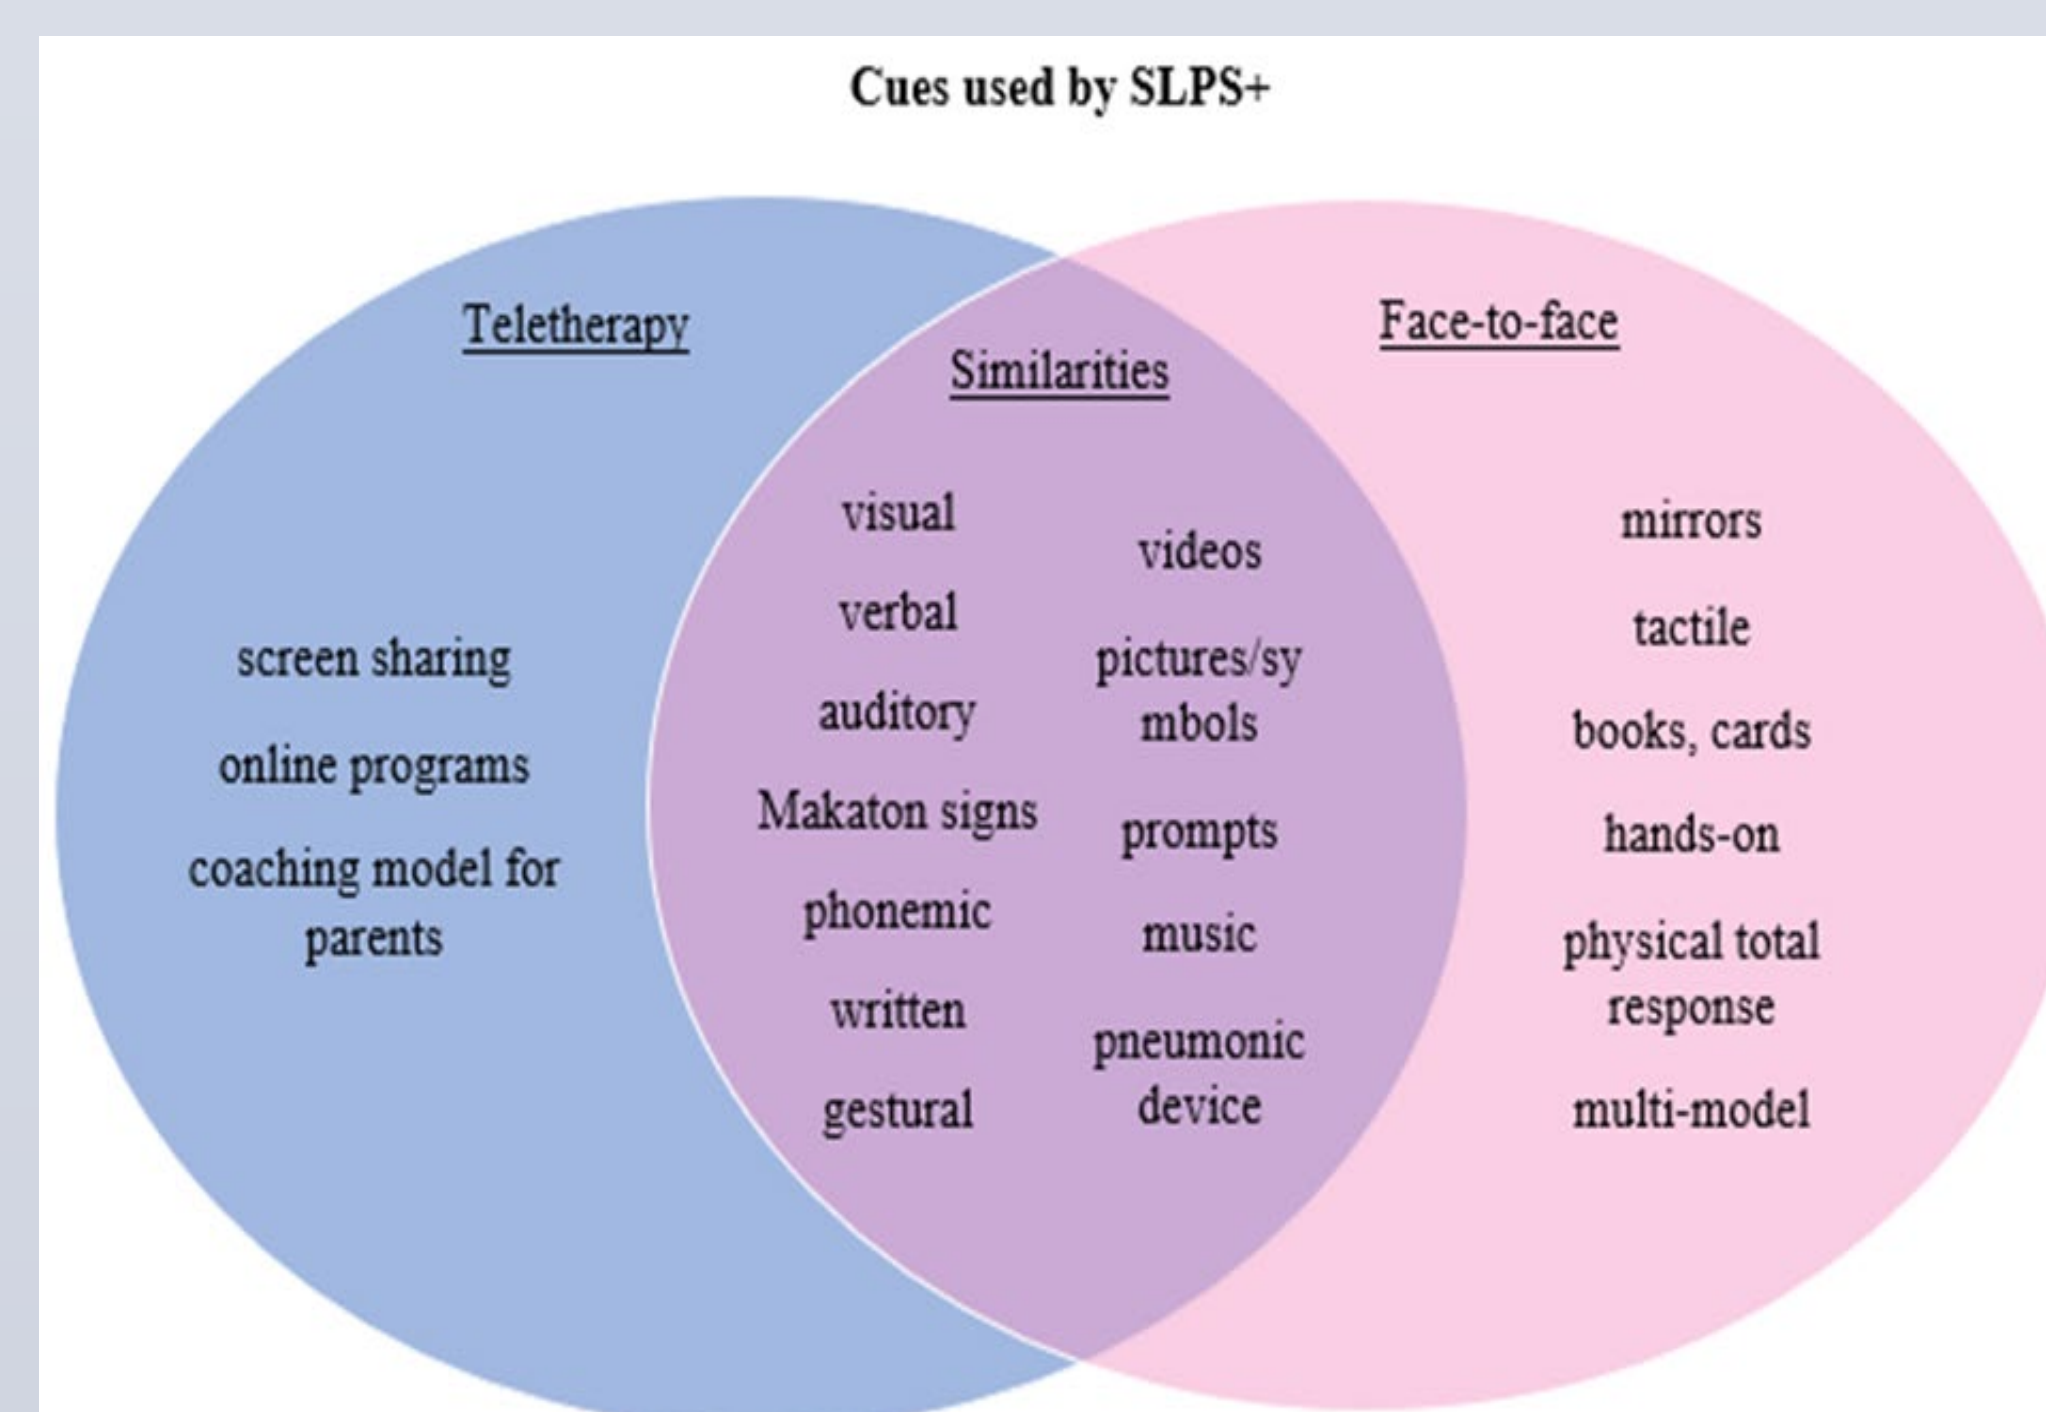 Cues used by SLPS+
Teletherapy
screen sharing
online programs
coaching model for
parents
Similarities
visual
verbal
auditory
Makaton signs
phonemic
written
gestural
videos
pictures/sy
mbols
prompts
music
pneumonic
device
Face-to-face
mirrors
tactile
books, cards
hands-on
physical total
response
multi-model